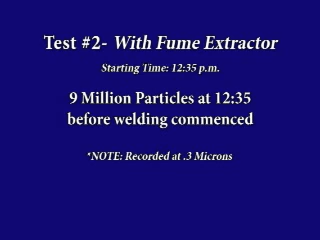 Test #2- With Fume Extractor
Starting Time: 12:35 p.m.
9 Million Particles at 12:35
before welding commenced
*NOTE: Recorded at .3 Microns